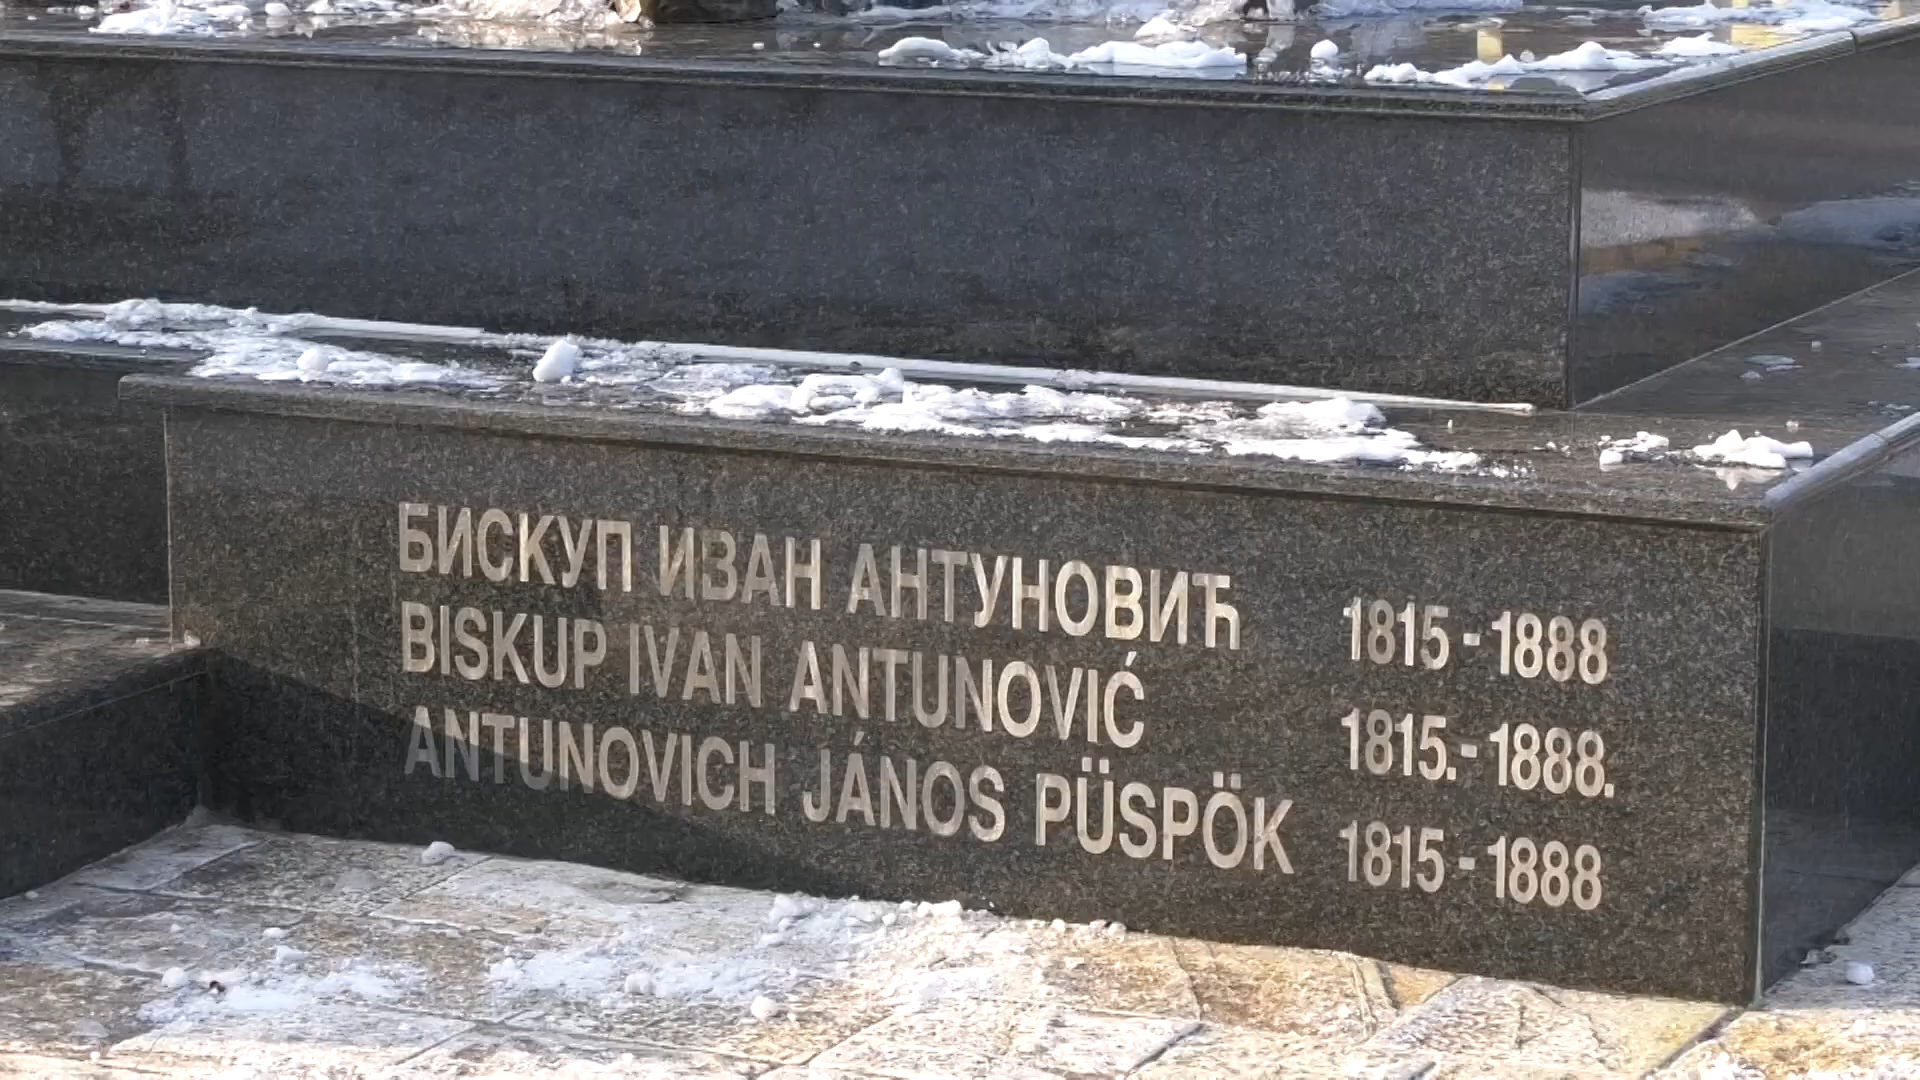 БИСКУП ИВАН АНТУНОВИЋ 1815 - 1888
BISKUP IVAN ANTUNOVIĆ 1815.- 1888.
ANTUNOVICH JÁNOS PÜSPÖK 1815 - 1888